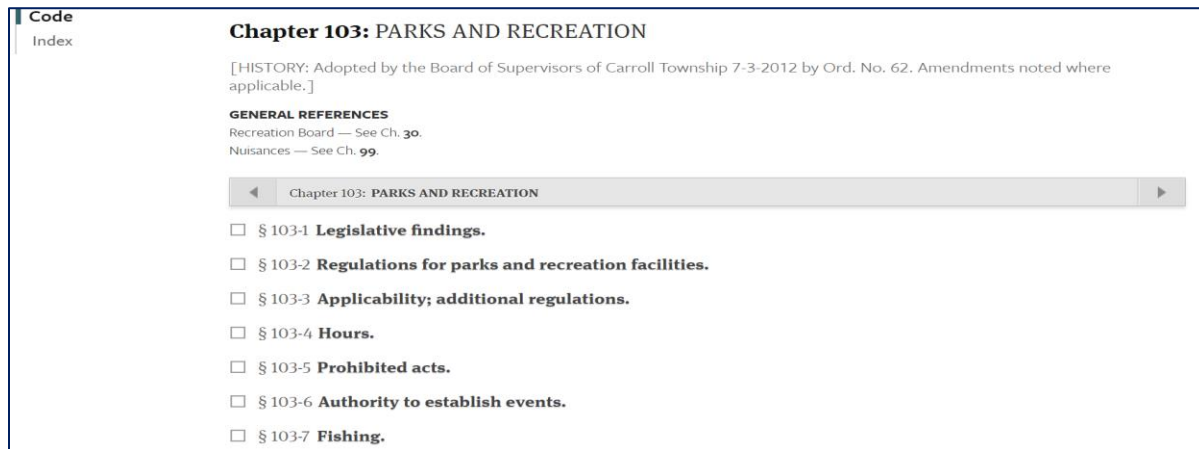 Code
Index
Chapter 103: PARKS AND RECREATION
[HISTORY: Adopted by the Board of Supervisors of Carroll Township 7-3-2012 by Ord. No. 62. Amendments noted where
applicable.]
GENERAL REFERENCES
Recreation Board — See Ch. 30.
Nuisances — See Ch. 99.
Chapter 103: PARKS AND RECREATION
§ 103-1 Legislative findings.
§ 103-2 Regulations for parks and recreation facilities.
§ 103-3 Applicability; additional regulations.
§ 103-4 Hours.
§ 103-5 Prohibited acts.
§ 103-6 Authority to establish events.
§ 103-7 Fishing.